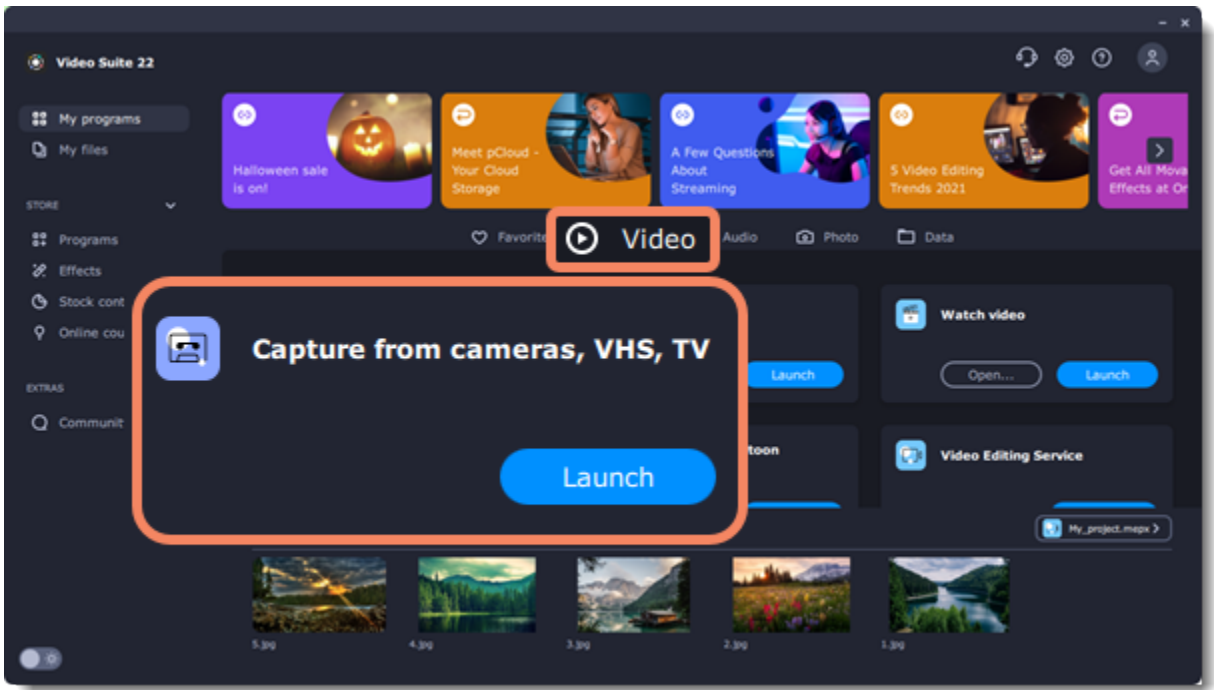 Video Suite 22
My programs
My files
STORE
Programs
Effects
Stock cont
Online cou
EXTRAS
Communit
Halloween sale
is on!
Meet pCloud -
Your Cloud
Storage
A Few Questions
About
Streaming
5 Video Editing
Trends 2021
Get All Mova
Effects at Or
Favorite
Video
Audio
Photo
Data
Capture from cameras, VHS, TV
Launch
Launch
Watch video
Open...
Launch
toon
Video Editing Service
My_project.mepx
5.jpg
4.jpg
3.jpg
2.jpg
1.jpg